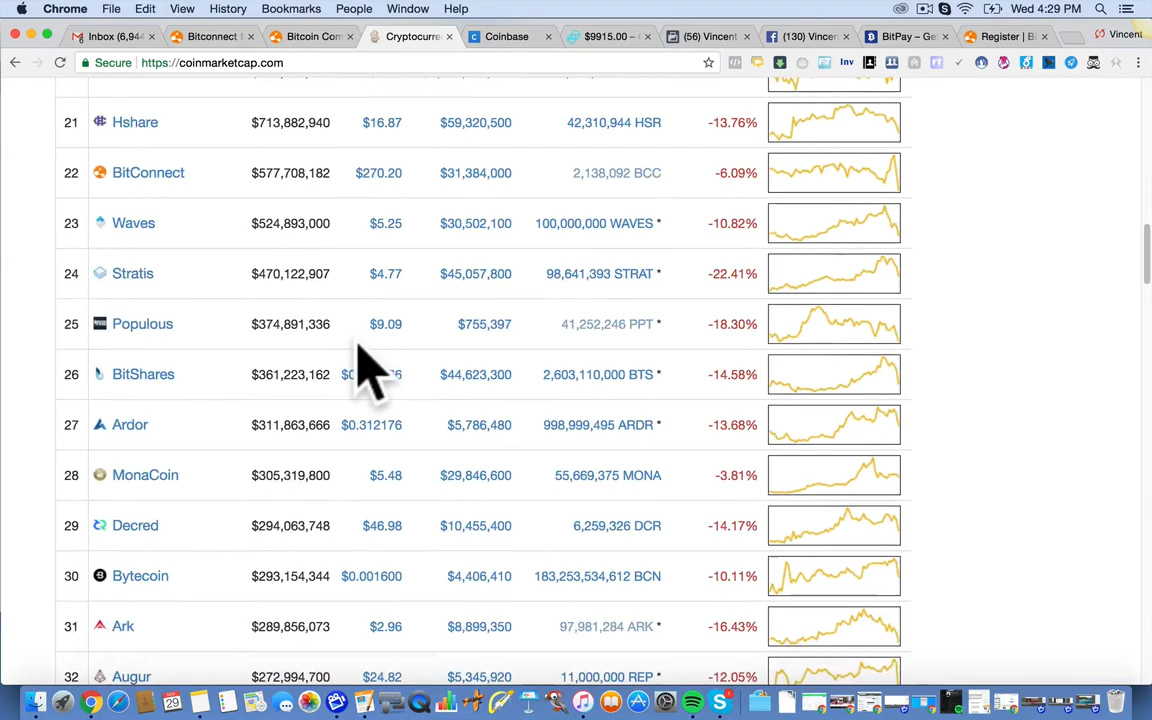 Chrome File Edit View History Bookmarks People Window Help Wed 4:29 PM
Inbox (6,944 Bitconnect Bitcoin Com Cryptocurre Coinbase $9915.00 – (56) Vincent (130) Vincen BitPay – Ge Register | Bi Vincent
Secure https://coinmarketcap.com Inv
21 Hshare $713,882,940 $16.87 $59,320,500 42,310,944 HSR -13.76%
22 BitConnect $577,708,182 $270.20 $31,384,000 2,138,092 BCC -6.09%
23 Waves $524,893,000 $5.25 $30,502,100 100,000,000 WAVES * -10.82%
24 Stratis $470,122,907 $4.77 $45,057,800 98,641,393 STRAT * -22.41%
25 Populous $374,891,336 $9.09 $755,397 41,252,246 PPT * -18.30%
26 BitShares $361,223,162 $44,623,300 2,603,110,000 BTS * -14.58%
27 Ardor $311,863,666 $0.312176 $5,786,480 998,999,495 ARDR * -13.68%
28 MonaCoin $305,319,800 $5.48 $29,846,600 55,669,375 MONA -3.81%
29 Decred $294,063,748 $46.98 $10,455,400 6,259,326 DCR -14.17%
30 Bytecoin $293,154,344 $0.001600 $4,406,410 183,253,534,612 BCN -10.11%
31 Ark $289,856,073 $2.96 $8,899,350 97,981,284 ARK * -16.43%
32 Augur $272,994,700 $24.82 $5,345,920 11,000,000 REP * -12.05%